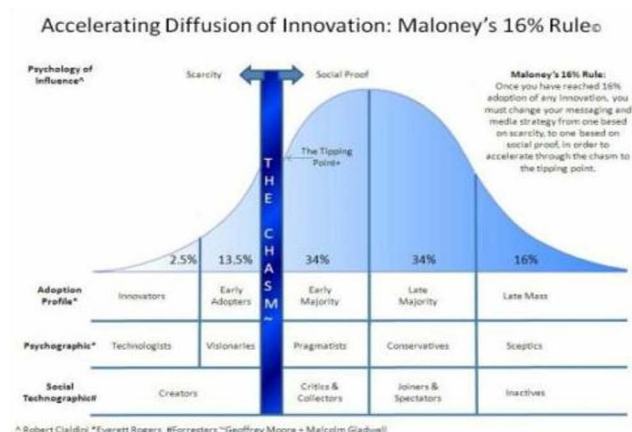 Accelerating Diffusion of Innovation: Maloney's 16% Rule©
Psychology of
Influence^
Scarcity
Social Proof
Maloney's 16% Rule:
Once you have reached 16%
adoption of any innovation, you
must change your messaging and
media strategy from one based
on scarcity, to one based on
social proof, in order to
accelerate through the chasm to
the tipping point.
The Tipping
Point+
THE CHASM~
2.5%
13.5%
34%
34%
16%
Adoption
Profile*
Innovators
Early
Adopters
Early
Majority
Late
Majority
Late Mass
Psychographic*
Technologists
Visionaries
Pragmatists
Conservatives
Sceptics
Social
Technographic#
Creators
Critics &
Collectors
Joiners &
Spectators
Inactives
^ Robert Cialdini *Everett Rogers #Forresters ~Geoffrey Moore + Malcolm Gladwell